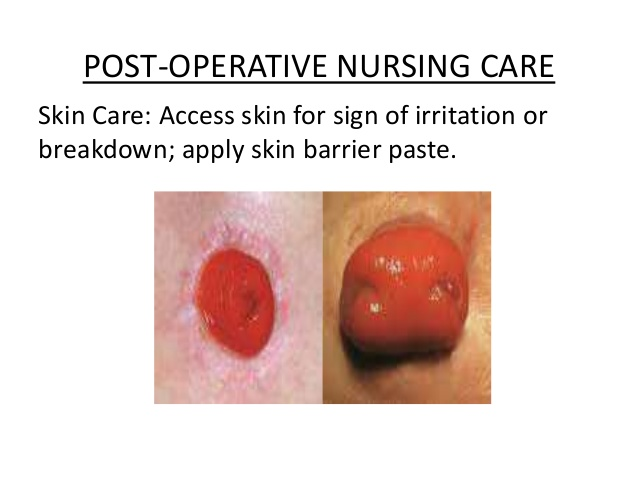 POST-OPERATIVE NURSING CARE
Skin Care: Access skin for sign of irritation or
breakdown; apply skin barrier paste.